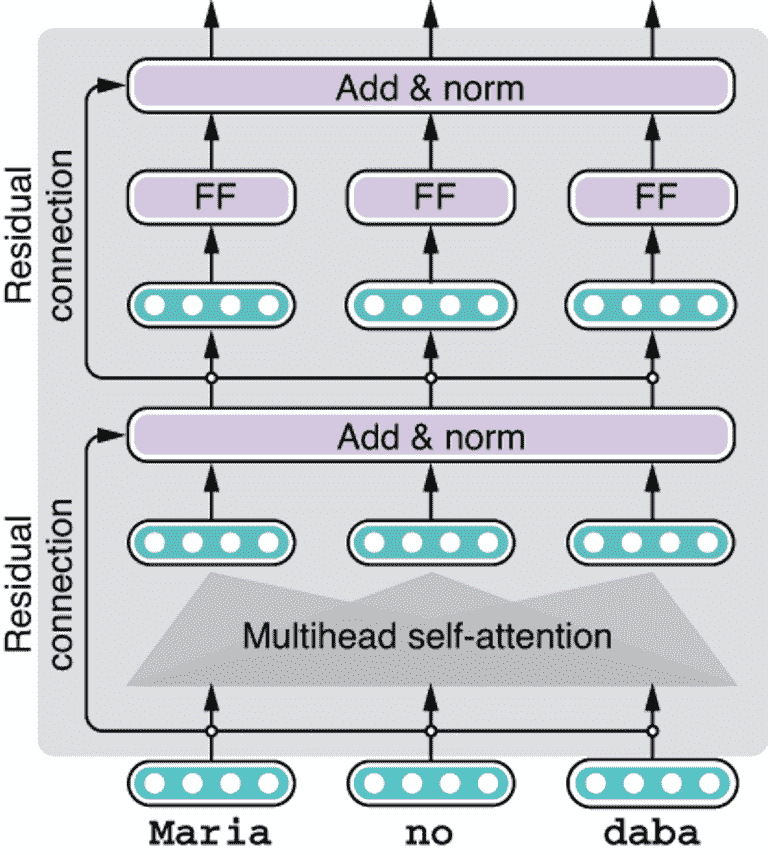 Add & norm
FF FF FF
Residual
connection
Add & norm
Multihead self-attention
Residual
connection
Maria no daba